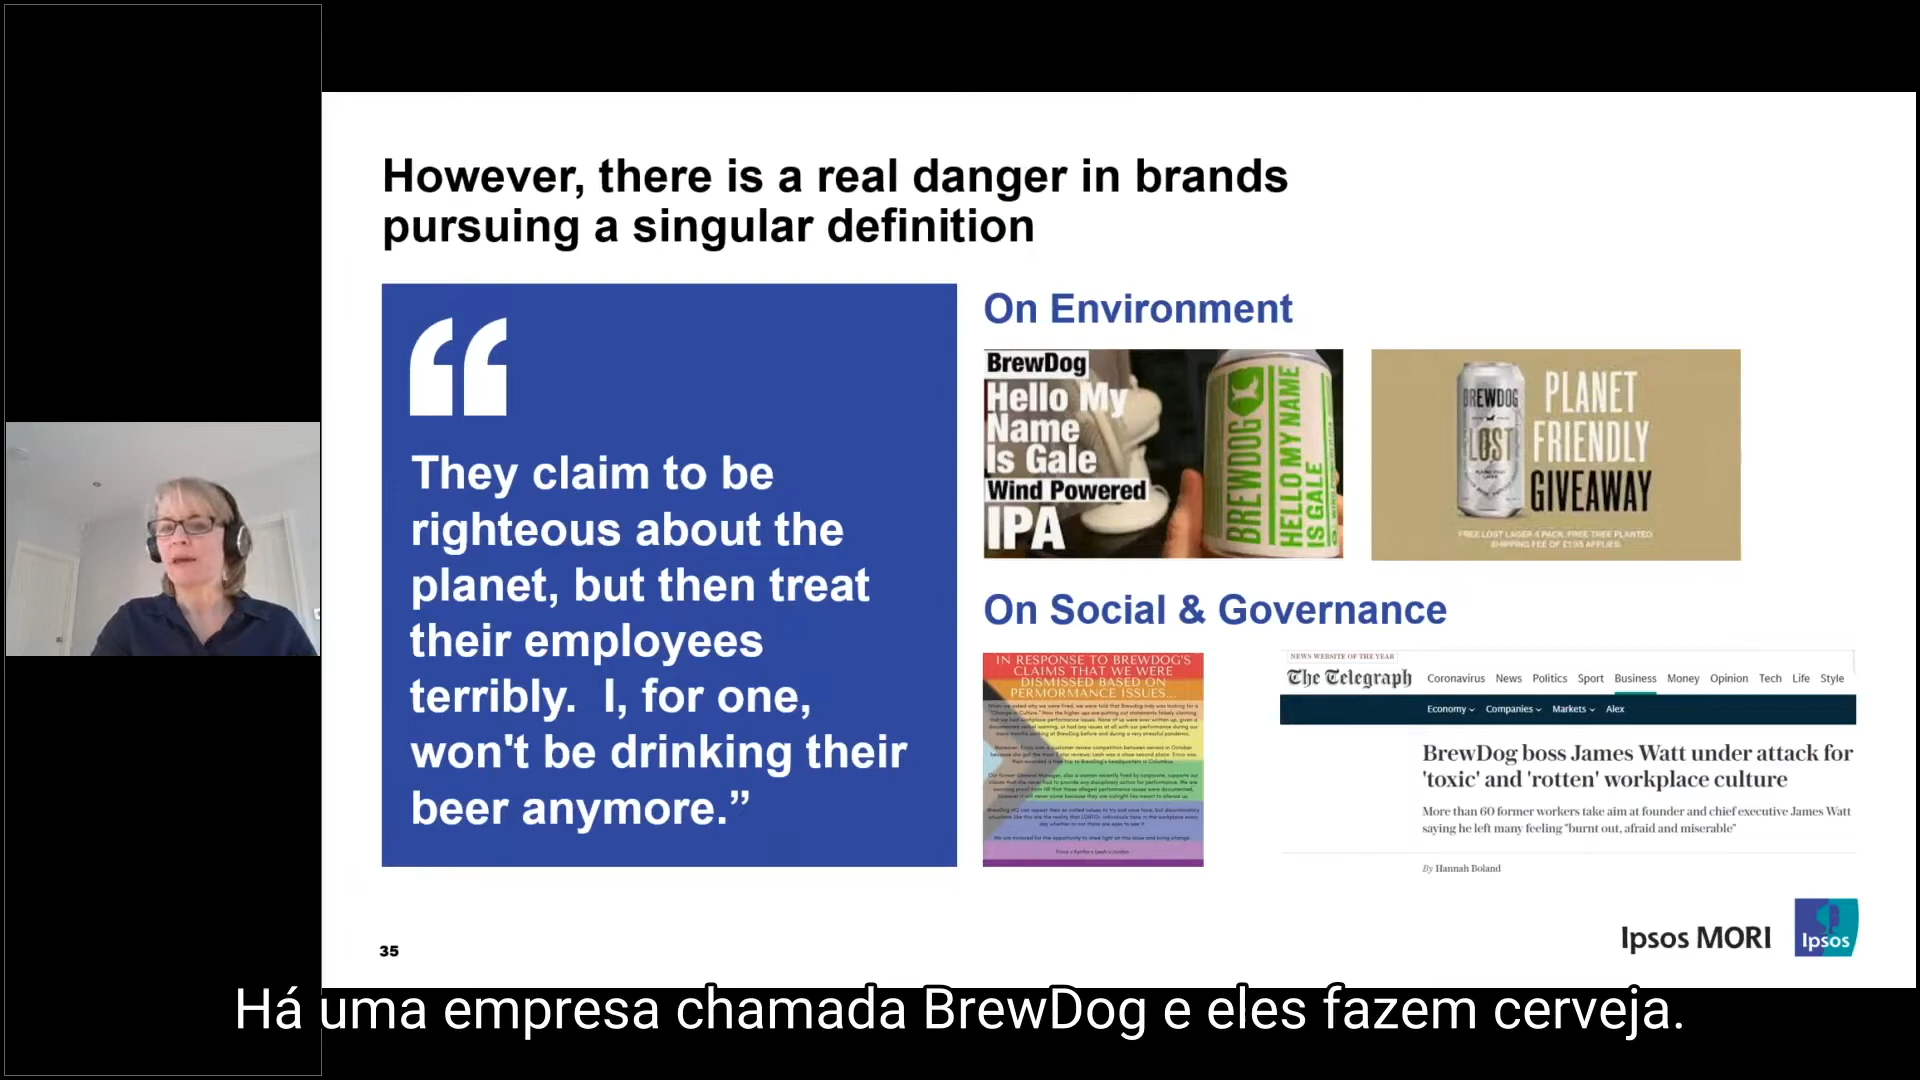 However, there is a real danger in brands
pursuing a singular definition
“
They claim to be
righteous about the
planet, but then treat
their employees
terribly.  I, for one,
won't be drinking their
beer anymore.”
On Environment
BrewDog
Hello My
Name
Is Gale
Wind Powered
IPA
BREWDOG
HELLO MY NAME
IS GALE
BREWDOG
LOST
PLANET
FRIENDLY
GIVEAWAY
FREE LOST LAGER 4 PACK. FREE TREE PLANTED.
SHIPPING FEE OF £1.95 APPLIES.
On Social & Governance
IN RESPONSE TO BREWDOG'S
CLAIMS THAT WE WERE
DISMISSED BASED ON
PERMORMANCE ISSUES...
NEWS WEBSITE OF THE YEAR
The Telegraph
Coronavirus News Politics Sport Business Money Opinion Tech Life Style
Economy Companies Markets Alex
BrewDog boss James Watt under attack for
'toxic' and 'rotten' workplace culture
More than 60 former workers take aim at founder and chief executive James Watt
saying he left many feeling "burnt out, afraid and miserable"
By Hannah Boland
35
Ipsos MORI
Ipsos
Há uma empresa chamada BrewDog e eles fazem cerveja.